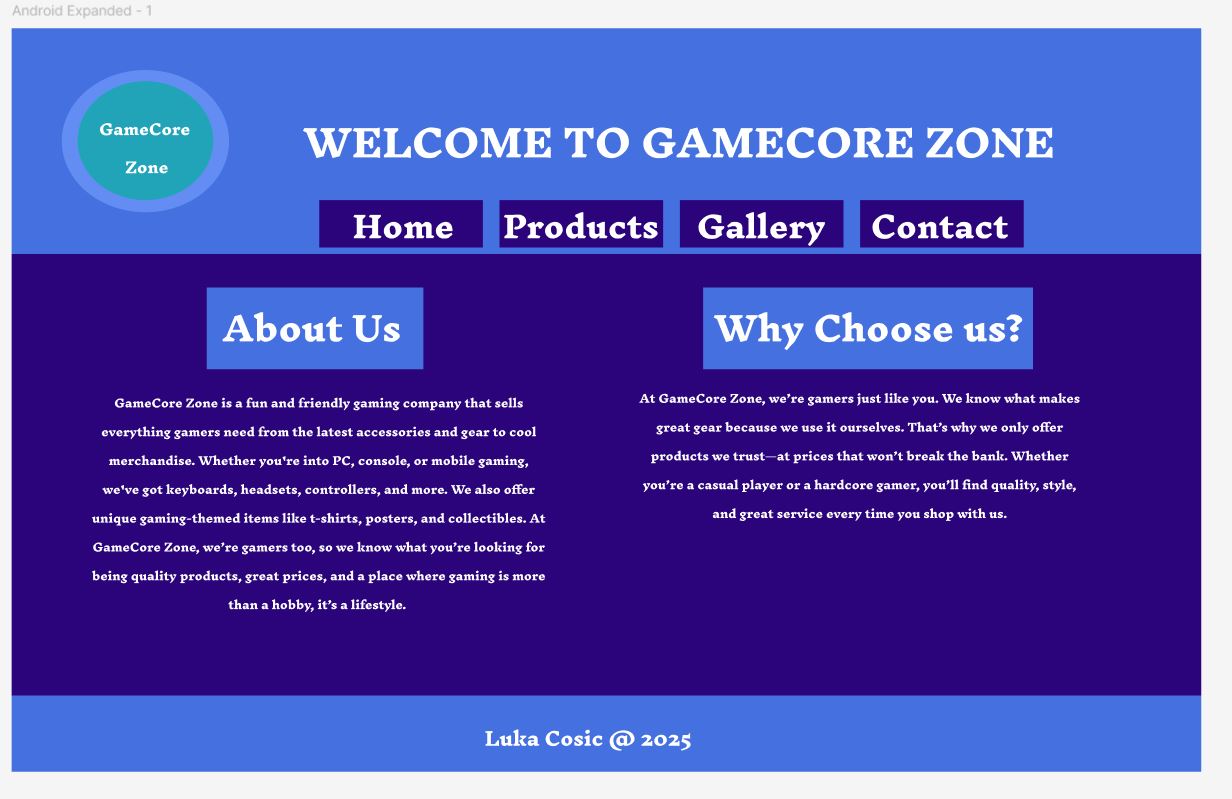 Android Expanded - 1
GameCore
Zone
WELCOME TO GAMECORE ZONE
Home Products Gallery Contact
About Us
GameCore Zone is a fun and friendly gaming company that sells
everything gamers need from the latest accessories and gear to cool
merchandise. Whether you're into PC, console, or mobile gaming,
we've got keyboards, headsets, controllers, and more. We also offer
unique gaming-themed items like t-shirts, posters, and collectibles. At
GameCore Zone, we’re gamers too, so we know what you’re looking for
being quality products, great prices, and a place where gaming is more
than a hobby, it’s a lifestyle.
Why Choose us?
At GameCore Zone, we’re gamers just like you. We know what makes
great gear because we use it ourselves. That’s why we only offer
products we trust—at prices that won’t break the bank. Whether
you’re a casual player or a hardcore gamer, you’ll find quality, style,
and great service every time you shop with us.
Luka Cosic @ 2025